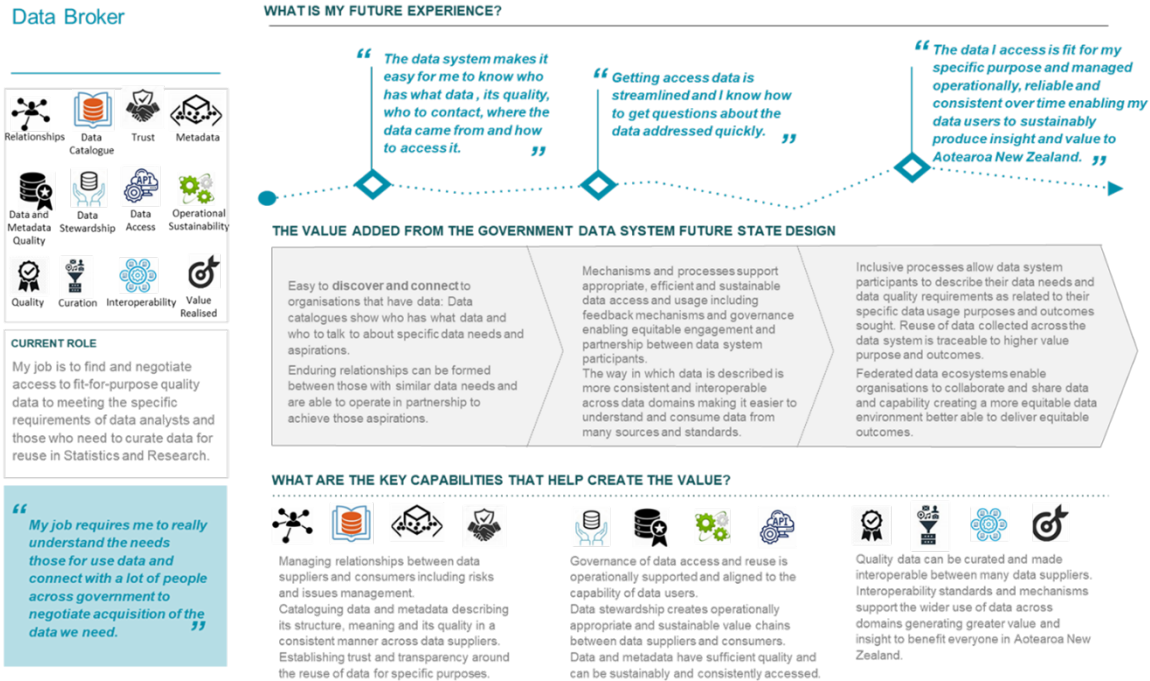 Data Broker
Relationships
Data
Catalogue
Trust
Metadata
Data and
Metadata
Quality
Data
Stewardship
API
Data
Access
Operational
Sustainability
Quality
Curation
Interoperability
Value
Realised
CURRENT ROLE
My job is to find and negotiate
access to fit-for-purpose quality
data to meeting the specific
requirements of data analysts and
those who need to curate data for
reuse in Statistics and Research.
“
My job requires me to really
understand the needs
those for use data and
connect with a lot of people
across government to
negotiate acquisition of the
data we need. ”
WHAT IS MY FUTURE EXPERIENCE?
“ The data system makes it
easy for me to know who
has what data , its quality,
who to contact, where the
data came from and how
to access it. ”
“ Getting access data is
streamlined and I know how
to get questions about the
data addressed quickly. ”
“ The data I access is fit for my
specific purpose and managed
operationally, reliable and
consistent over time enabling my
data users to sustainably
produce insight and value to
Aotearoa New Zealand. ”
THE VALUE ADDED FROM THE GOVERNMENT DATA SYSTEM FUTURE STATE DESIGN
Easy to discover and connect to
organisations that have data: Data
catalogues show who has what data and
who to talk to about specific data needs and
aspirations.
Enduring relationships can be formed
between those with similar data needs and
are able to operate in partnership to
achieve those aspirations.
Mechanisms and processes support
appropriate, efficient and sustainable
data access and usage including
feedback mechanisms and governance
enabling equitable engagement and
partnership between data system
participants.
The way in which data is described is
more consistent and interoperable
across data domains making it easier to
understand and consume data from
many sources and standards.
Inclusive processes allow data system
participants to describe their data needs and
data quality requirements as related to their
specific data usage purposes and outcomes
sought. Reuse of data collected across the
data system is traceable to higher value
purpose and outcomes.
Federated data ecosystems enable
organisations to collaborate and share data
and capability creating a more equitable data
environment better able to deliver equitable
outcomes.
WHAT ARE THE KEY CAPABILITIES THAT HELP CREATE THE VALUE?
Managing relationships between data
suppliers and consumers including risks
and issues management.
Cataloguing data and metadata describing
its structure, meaning and its quality in a
consistent manner across data suppliers.
Establishing trust and transparency around
the reuse of data for specific purposes.
API
Governance of data access and reuse is
operationally supported and aligned to the
capability of data users.
Data stewardship creates operationally
appropriate and sustainable value chains
between data suppliers and consumers.
Data and metadata have sufficient quality and
can be sustainably and consistently accessed.
Quality data can be curated and made
interoperable between many data suppliers.
Interoperability standards and mechanisms
support the wider use of data across
domains generating greater value and
insight to benefit everyone in Aotearoa New
Zealand.